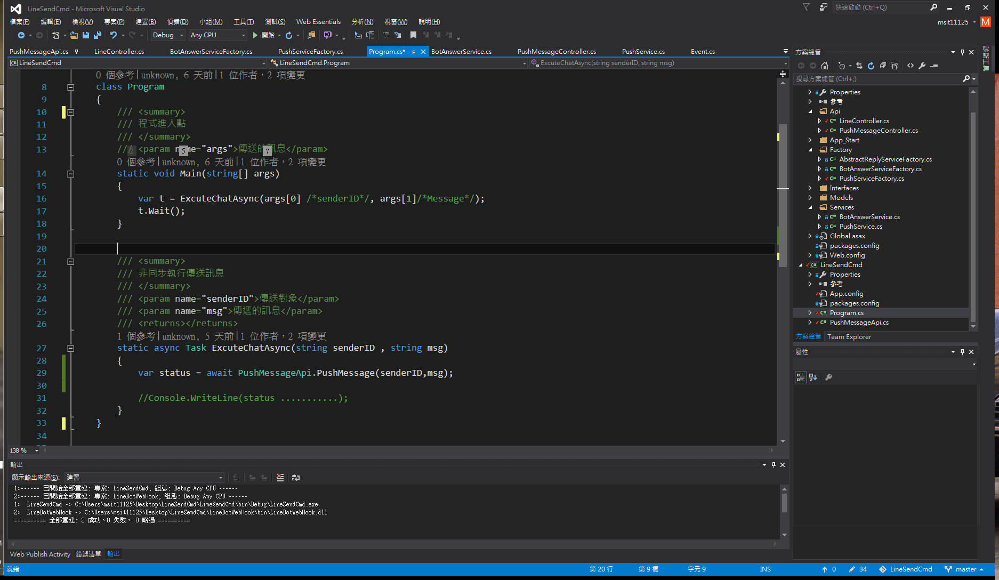 LineSendCmd - Microsoft Visual Studio
快速啟動 (Ctrl+Q)
檔案(F) 編輯(E) 檢視(V) 專案(P) 建置(B) 偵錯(D) 小組(M) 工具(T) 測試(S) Web Essentials 分析(N) 視窗(W) 說明(H)
msit11125 M
Debug Any CPU 開始
PushMessageApi.cs LineController.cs BotAnswerServiceFactory.cs PushServiceFactory.cs Program.cs* BotAnswerService.cs PushMessageController.cs PushService.cs Event.cs
LineSendCmd LineSendCmd.Program ExcuteChatAsync(string senderID, string msg)
0 個參考|unknown, 6 天前|1 位作者，2 項變更
8 class Program
9 {
10 /// <summary>
11 /// 程式進入點
12 /// </summary>
13 /// <param name="args">傳送的訊息</param>
2 5 7
0 個參考|unknown, 6 天前|1 位作者，2 項變更
14 static void Main(string[] args)
15 {
16 var t = ExcuteChatAsync(args[0] /*senderID*/, args[1]/*Message*/);
17 t.Wait();
18 }
19
20
21 /// <summary>
22 /// 非同步執行傳送訊息
23 /// </summary>
24 /// <param name="senderID">傳送對象</param>
25 /// <param name="msg">傳遞的訊息</param>
26 /// <returns></returns>
1 個參考|unknown, 5 天前|1 位作者，2 項變更
27 static async Task ExcuteChatAsync(string senderID , string msg)
28 {
29 var status = await PushMessageApi.PushMessage(senderID,msg);
30
31 //Console.WriteLine(status ...........);
32 }
33 }
34
138 %
輸出
顯示輸出來源(S): 建置
1>------ 已開始全部重建: 專案: LineSendCmd, 組態: Debug Any CPU ------
2>------ 已開始全部重建: 專案: LineBotWebHook, 組態: Debug Any CPU ------
1>  LineSendCmd -> C:\Users\msit11125\Desktop\LineSendCmd\LineSendCmd\bin\Debug\LineSendCmd.exe
2>  LineBotWebHook -> C:\Users\msit11125\Desktop\LineSendCmd\LineBotWebHook\bin\LineBotWebHook.dll
========== 全部重建: 2 成功、0 失敗、 0 略過 ==========
Web Publish Activity 錯誤清單 輸出
方案總管
搜尋方案總管 (Ctrl+;)
Properties
參考
Api
LineController.cs
PushMessageController.cs
App_Start
Factory
AbstractReplyServiceFactory.cs
BotAnswerServiceFactory.cs
PushServiceFactory.cs
Interfaces
Models
Services
BotAnswerService.cs
PushService.cs
Global.asax
packages.config
Web.config
LineSendCmd
Properties
參考
App.config
packages.config
Program.cs
PushMessageApi.cs
方案總管 Team Explorer
屬性
就緒 第 20 行 第 9 欄 字元 9 INS 0 34 LineSendCmd master